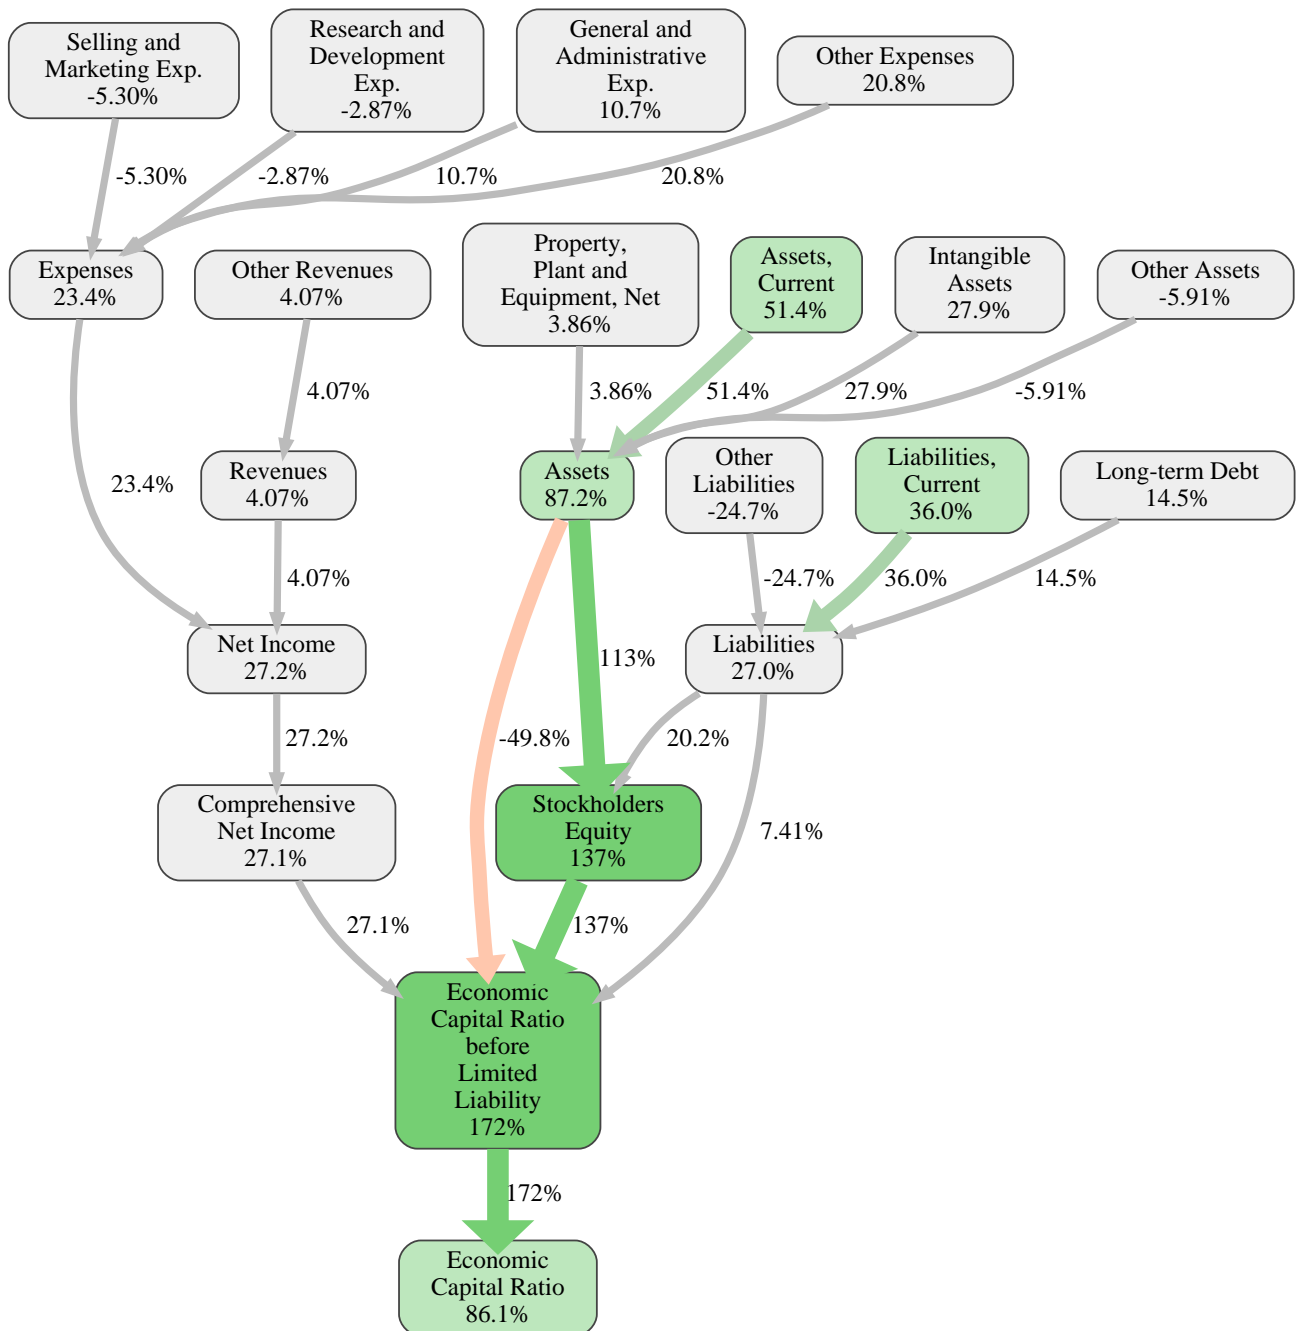 Selling and
Marketing Exp.
-5.30%
Research and
Development
Exp.
-2.87%
General and
Administrative
Exp.
10.7%
Other Expenses
20.8%
-5.30%
-2.87%
10.7%
20.8%
Expenses
23.4%
Other Revenues
4.07%
Property,
Plant and
Equipment, Net
3.86%
Assets,
Current
51.4%
Intangible
Assets
27.9%
Other Assets
-5.91%
4.07%
3.86%
51.4%
27.9%
-5.91%
23.4%
Revenues
4.07%
Assets
87.2%
Other
Liabilities
-24.7%
Liabilities,
Current
36.0%
Long-term Debt
14.5%
4.07%
-24.7%
36.0%
14.5%
Net Income
27.2%
113%
Liabilities
27.0%
27.2%
-49.8%
20.2%
Comprehensive
Net Income
27.1%
Stockholders
Equity
137%
7.41%
27.1%
137%
Economic
Capital Ratio
before
Limited
Liability
172%
172%
Economic
Capital Ratio
86.1%